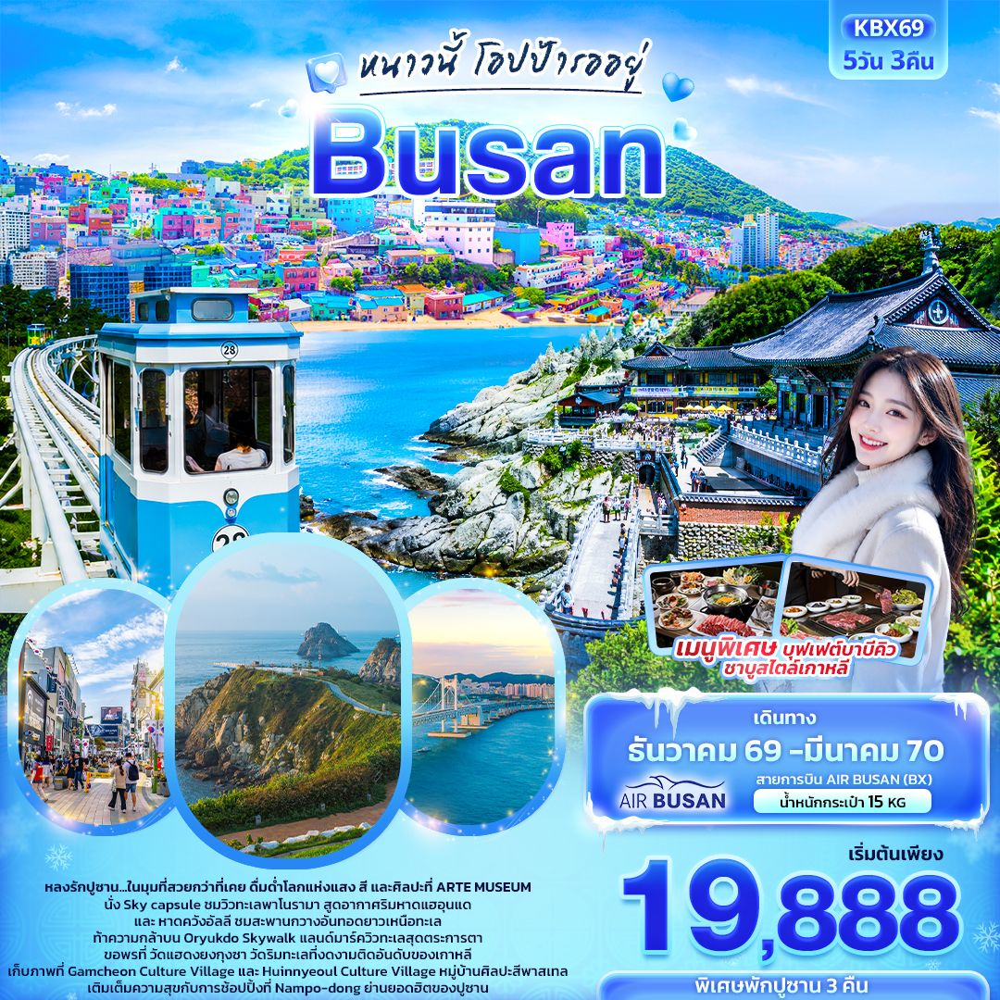 KBX69
5วัน 3คืน
หนาวนี้ โอปป้ารออยู่
Busan
28
28
เมนูพิเศษ บุฟเฟต์บาบีคิว
ชาบูสไตล์เกาหลี
เดินทาง
ธันวาคม 69 -มีนาคม 70
สายการบิน AIR BUSAN (BX)
AIR BUSAN
น้ำหนักกระเป๋า 15 KG
เริ่มต้นเพียง
19,888
พิเศษพักปูซาน 3 คืน
หลงรักปูซาน...ในมุมที่สวยกว่าที่เคย ดื่มด่ำโลกแห่งแสง สี และศิลปะที่ ARTE MUSEUM
นั่ง Sky capsule ชมวิวทะเลพาโนรามา สูดอากาศริมหาดแฮอุนแด
และ หาดควังอัลลี ชมสะพานกวางอันทอดยาวเหนือทะเล
ท้าความกล้าบน Oryukdo Skywalk แลนด์มาร์ควิวทะเลสุดตระการตา
ขอพรที่ วัดแฮดงยงกุงซา วัดริมทะเลที่งดงามติดอันดับของเกาหลี
เก็บภาพที่ Gamcheon Culture Village และ Huinnyeoul Culture Village หมู่บ้านศิลปะสีพาสเทล
เติมเต็มความสุขกับการช้อปปิ้งที่ Nampo-dong ย่านยอดฮิตของปูซาน